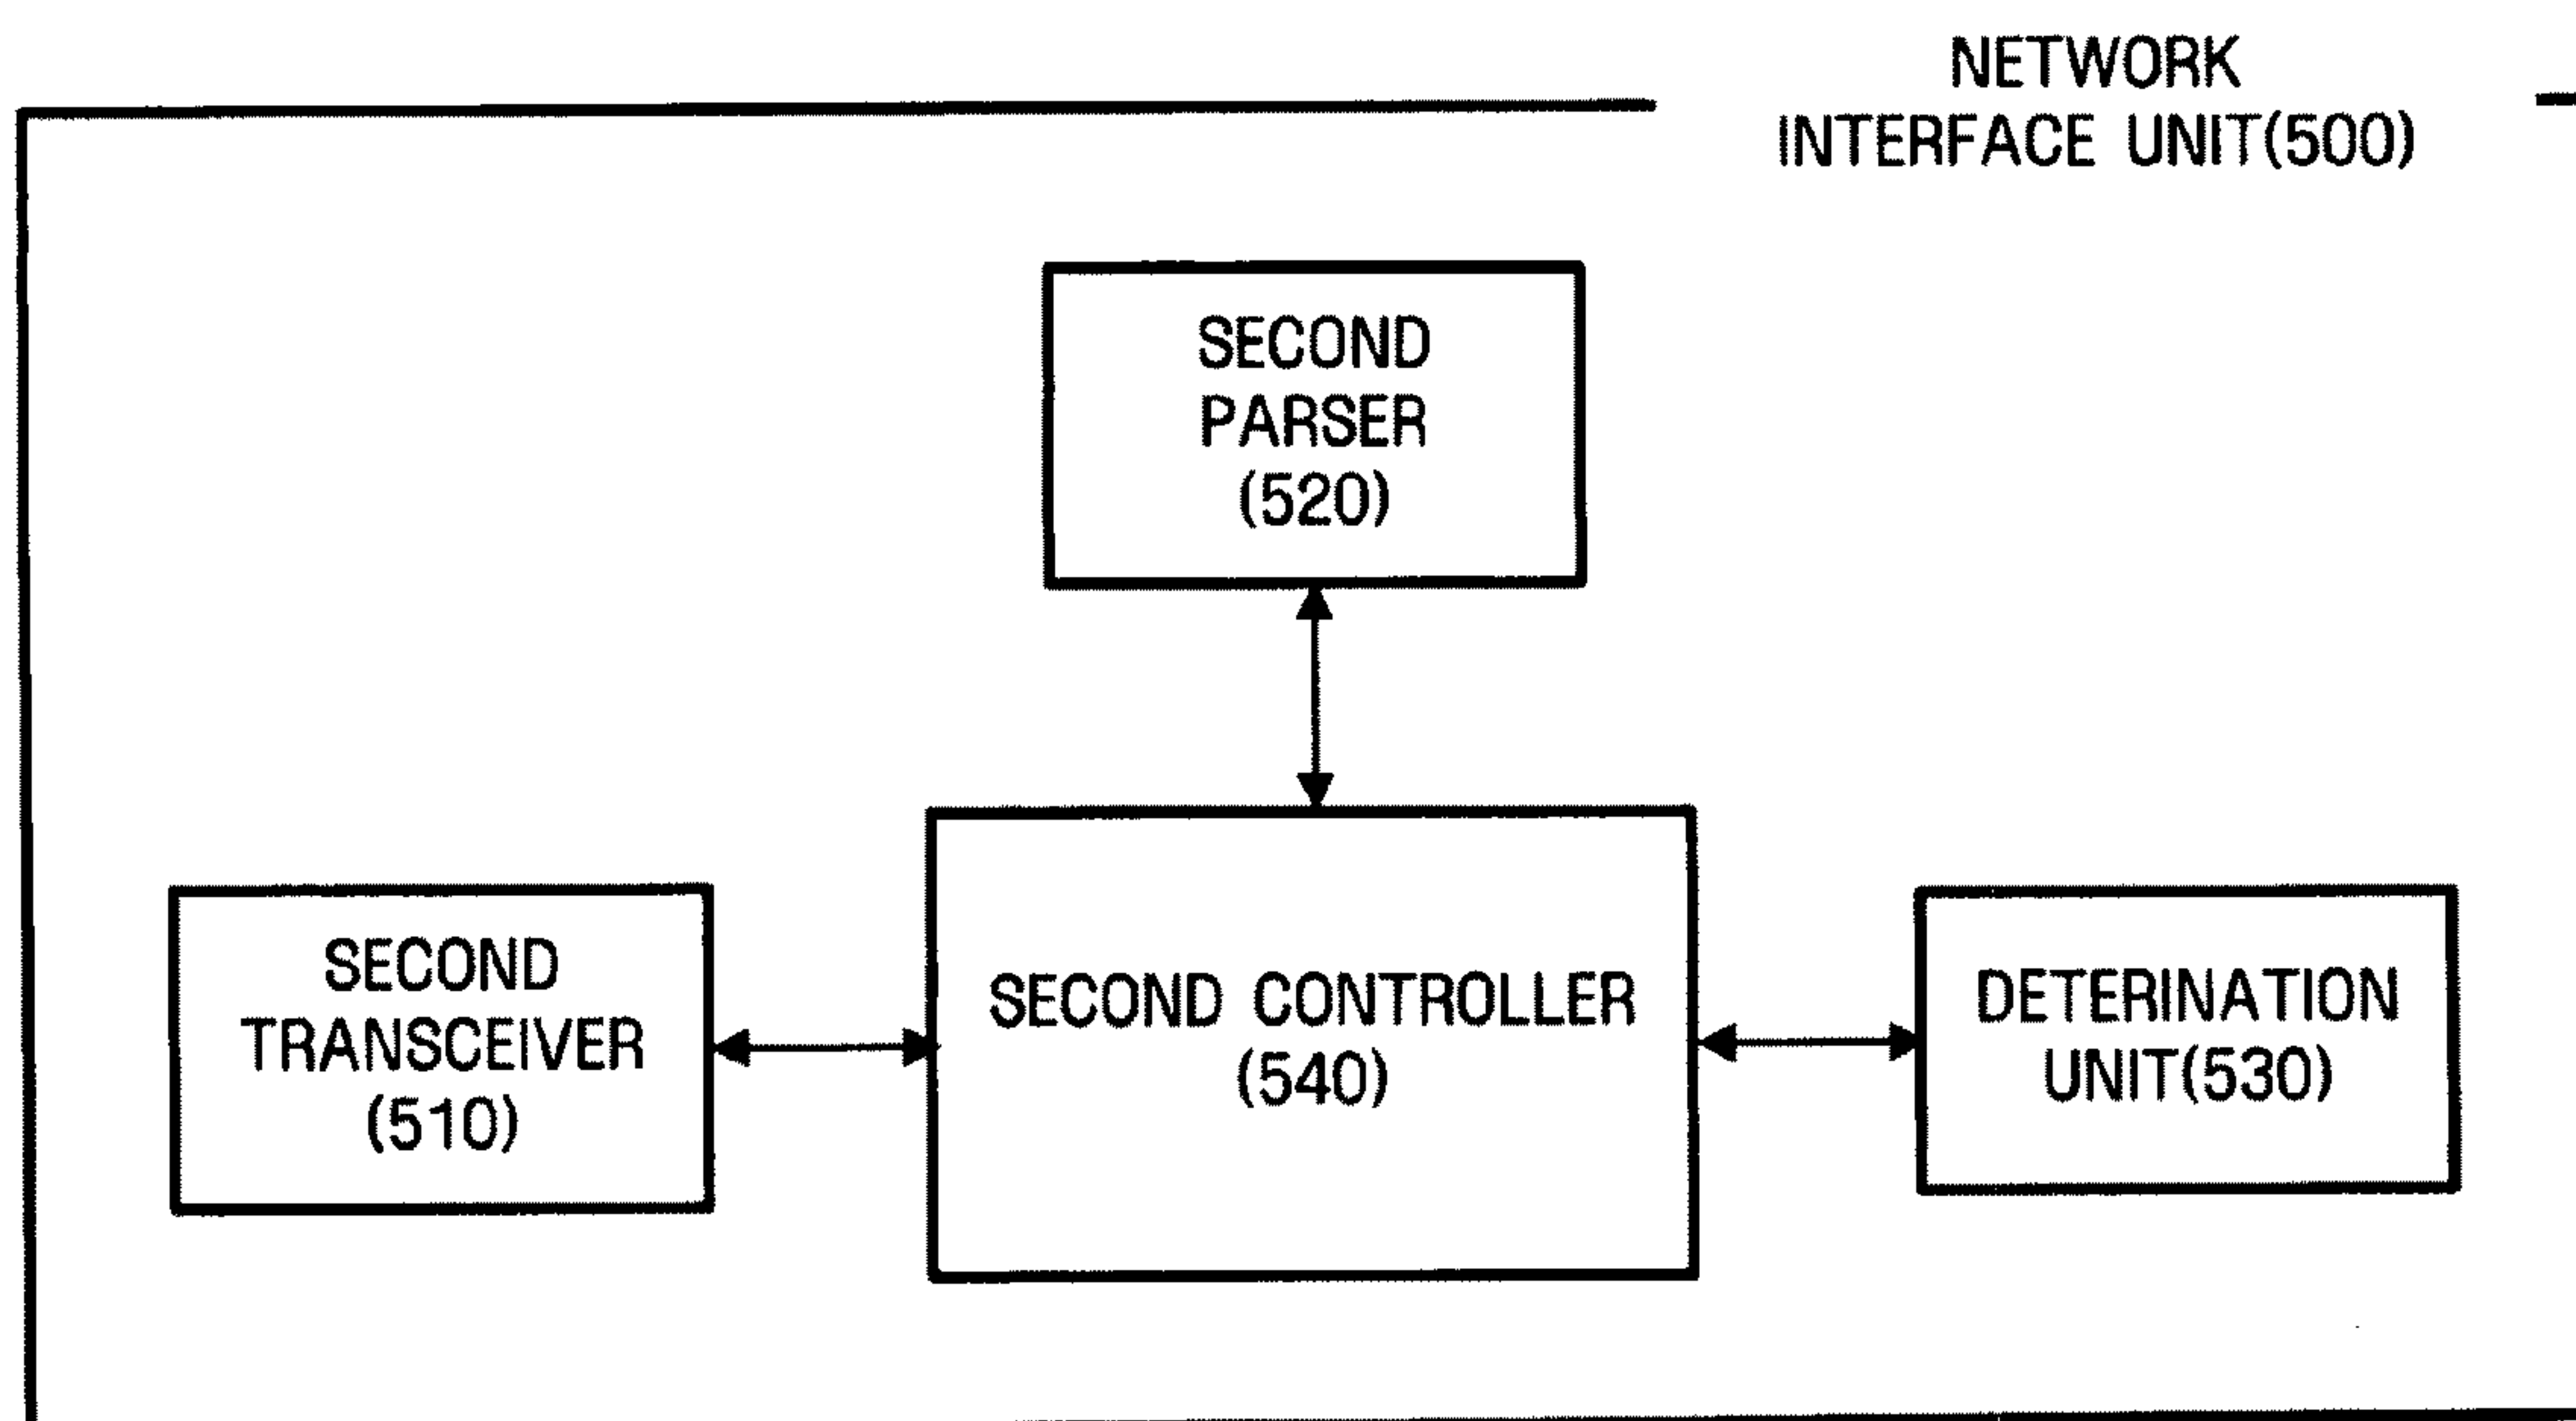 NETWORK
INTERFACE UNIT(500)
SECOND
PARSER
(520)
SECOND
TRANSCEIVER
(510)
SECOND CONTROLLER
(540)
DETERINATION
UNIT(530)